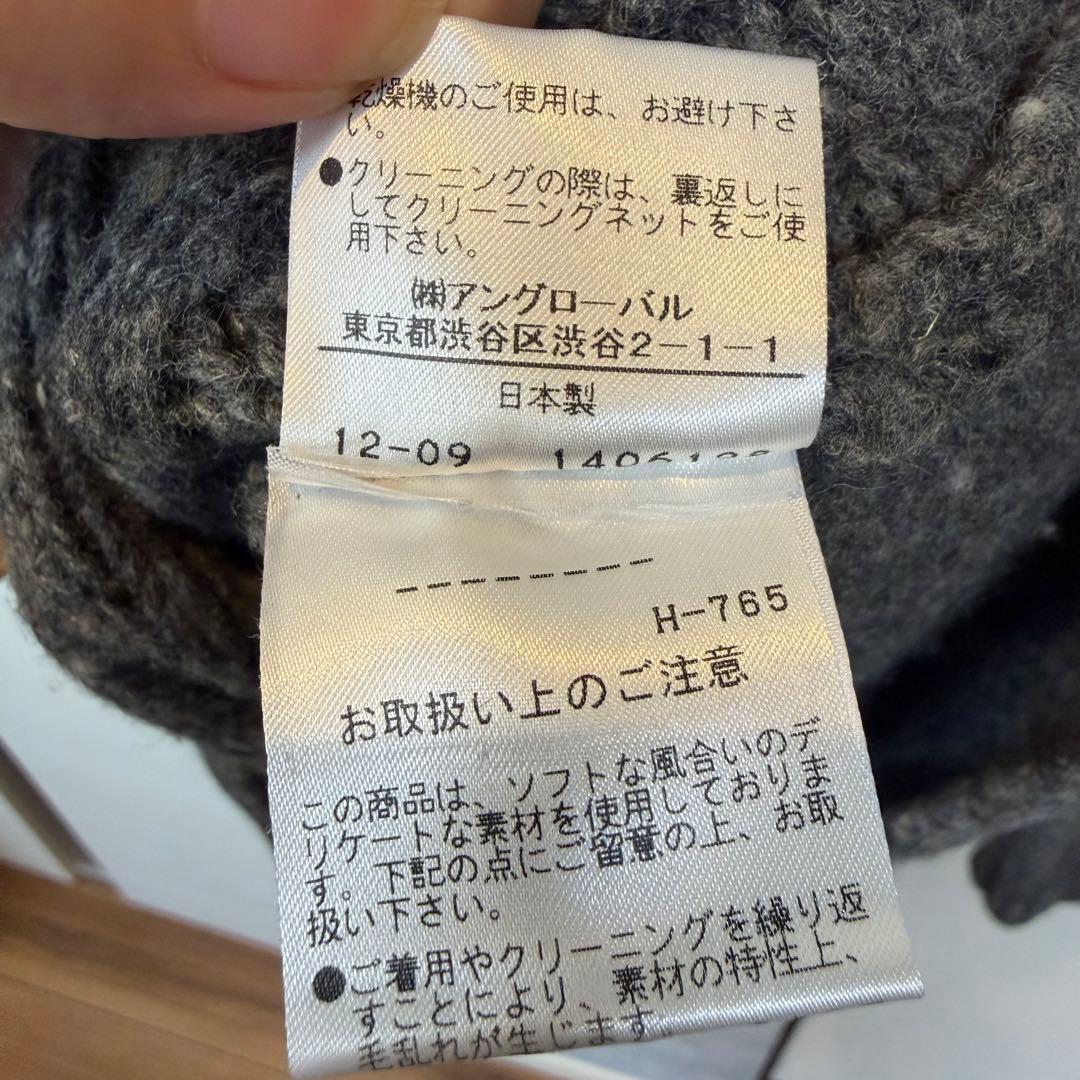 乾燥機のご使用は、お避け下さ
い。
●クリーニングの際は、裏返しに
してクリーニングネットをご使
用下さい。
㈱アングローバル
東京都渋谷区渋谷2-1-1
日本製
12-09
H-765
お取扱い上のご注意
この商品は、ソフトな風合いのデ
リケートな素材を使用しておりま
す。下記の点にご留意の上、お取
扱い下さい。
●ご着用やクリーニングを繰り返
すことにより、素材の特性上、
毛乱れが生じます。